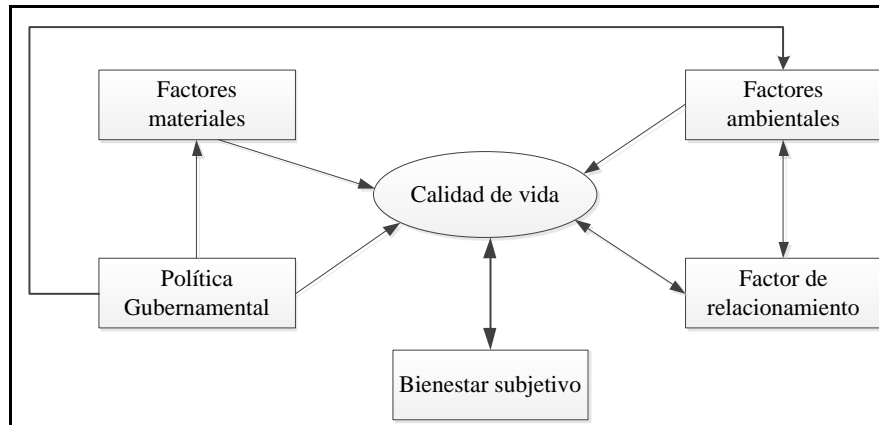 Factores
materiales
Factores
ambientales
Calidad de vida
Política
Gubernamental
Factor de
relacionamiento
Bienestar subjetivo